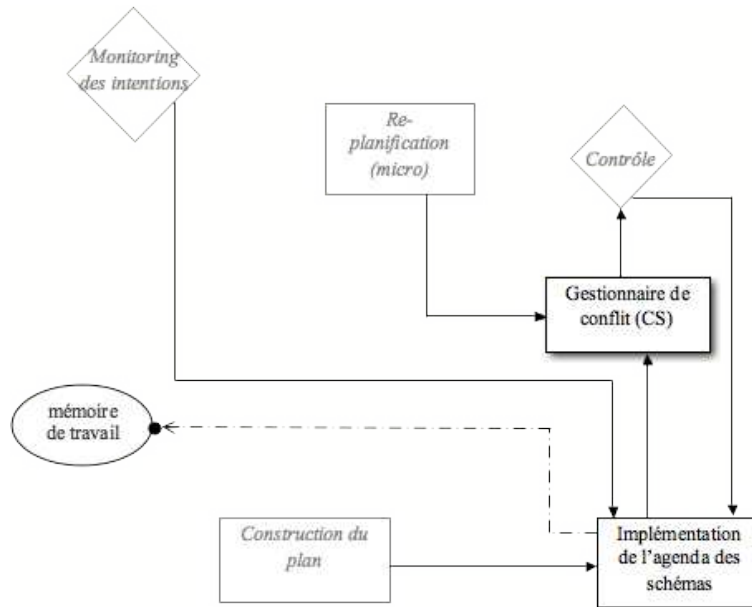 Monitoring
des intentions
Re-
planification
(micro)
Contrôle
Gestionnaire de
conflit (CS)
mémoire
de travail
Construction du
plan
Implémentation
de l'agenda des
schémas